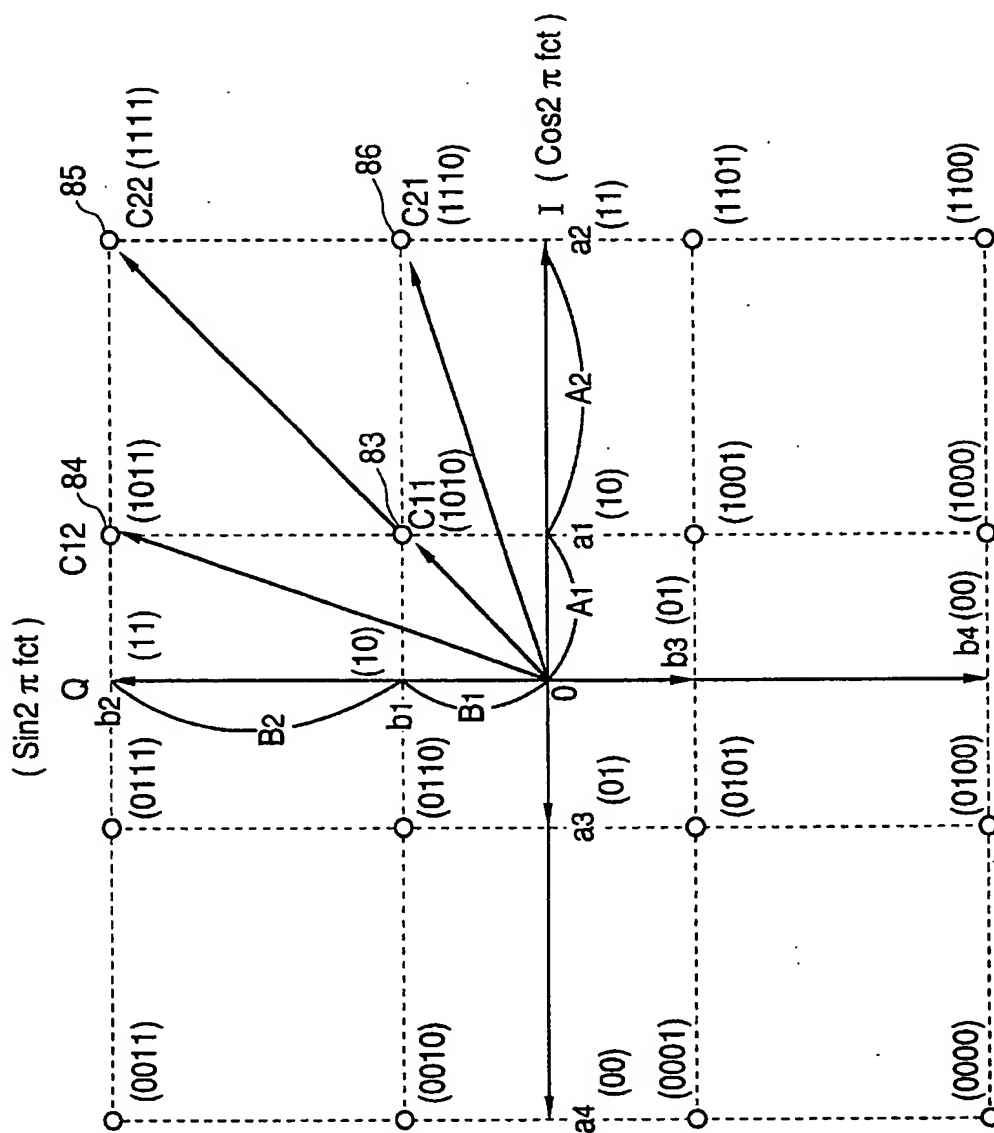 ( Sin2 π fct )
Q
C12
84
85
(0011)
(0111)
b2
(11)
(1011)
C22 (1111)
B2
83
86
(0010)
(0110)
b1
(10)
C11
(1010)
C21
(1110)
B1
0
A1
A2
I ( Cos2 π fct )
a4
(00)
a3
(01)
a1
(10)
a2
(11)
(0001)
(0101)
b3 (01)
(1001)
(1101)
(0000)
(0100)
b4 (00)
(1000)
(1100)